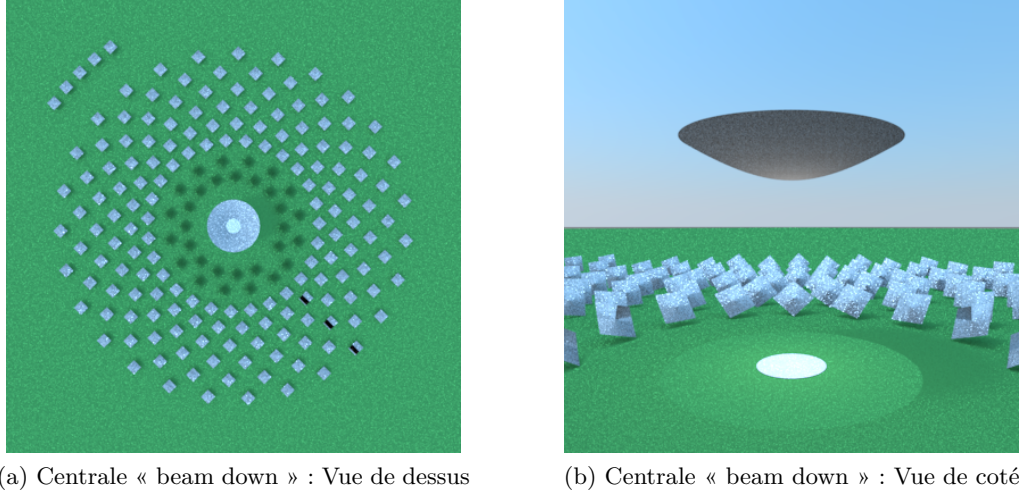 (a) Centrale « beam down » : Vue de dessus
(b) Centrale « beam down » : Vue de coté